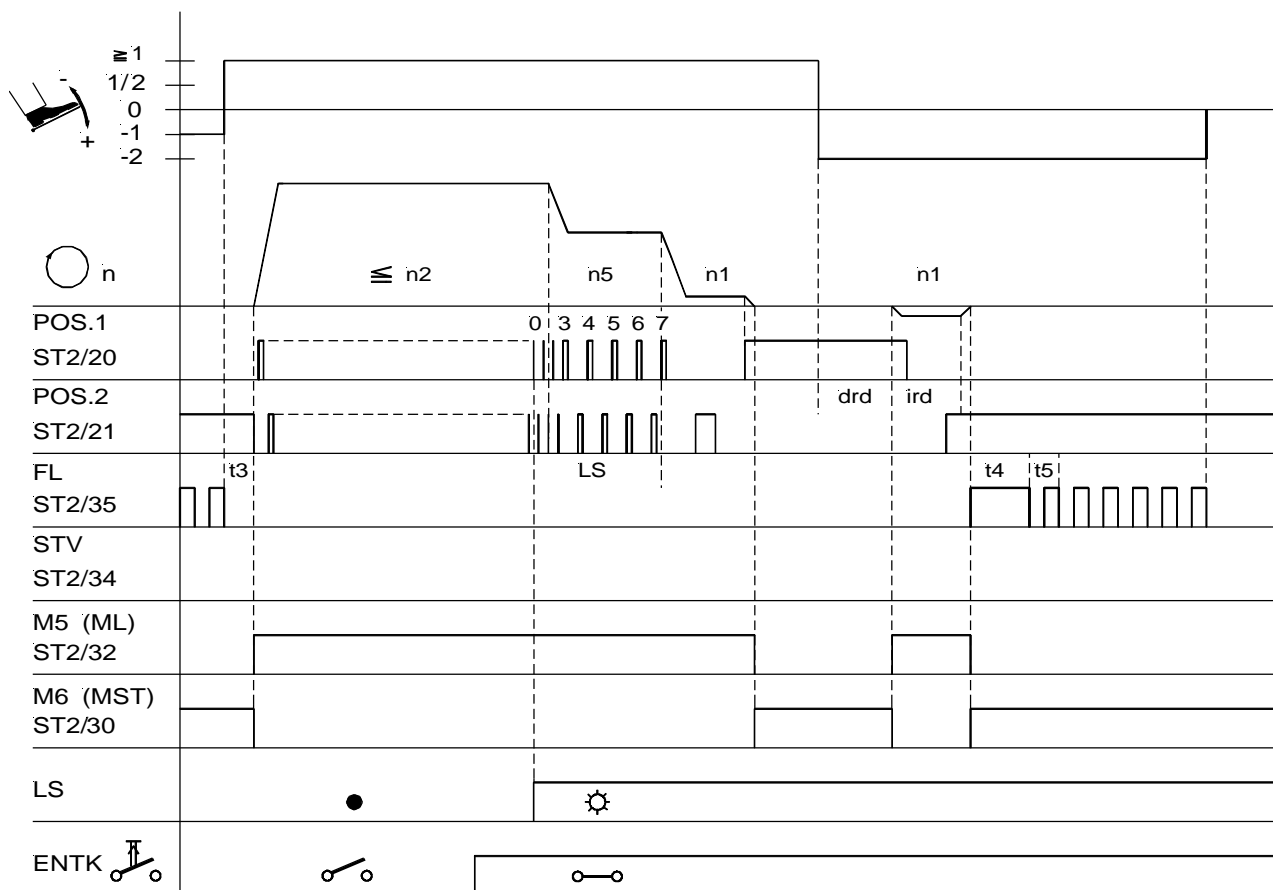 ≧ 1
1/2
0
-1
-2
-
+
n
≦ n2
n5
n1
n1
POS.1
0 3 4 5 6 7
ST2/20
POS.2
drd ird
ST2/21
FL
t3
LS
t4 t5
ST2/35
STV
ST2/34
M5 (ML)
ST2/32
M6 (MST)
ST2/30
LS
ENTK